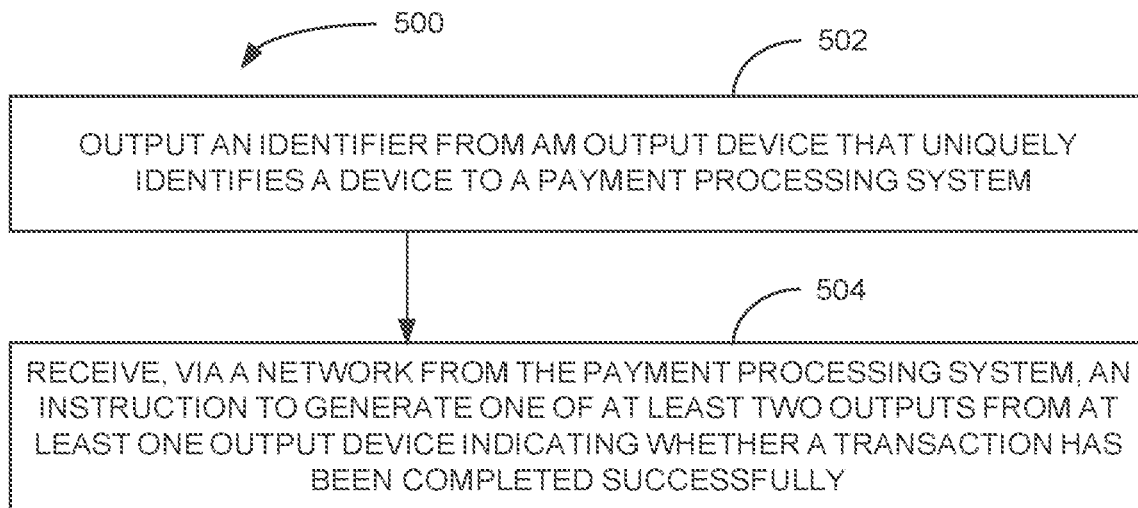 500
502
OUTPUT AN IDENTIFIER FROM AM OUTPUT DEVICE THAT UNIQUELY
IDENTIFIES A DEVICE TO A PAYMENT PROCESSING SYSTEM
504
RECEIVE, VIA A NETWORK FROM THE PAYMENT PROCESSING SYSTEM, AN
INSTRUCTION TO GENERATE ONE OF AT LEAST TWO OUTPUTS FROM AT
LEAST ONE OUTPUT DEVICE INDICATING WHETHER A TRANSACTION HAS
BEEN COMPLETED SUCCESSFULLY